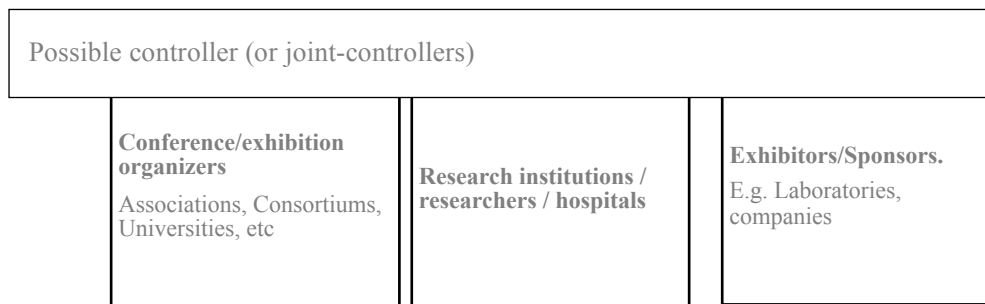 Possible controller (or joint-controllers)
Conference/exhibition
organizers
Associations, Consortiums,
Universities, etc
Research institutions /
researchers / hospitals
Exhibitors/Sponsors.
E.g. Laboratories,
companies